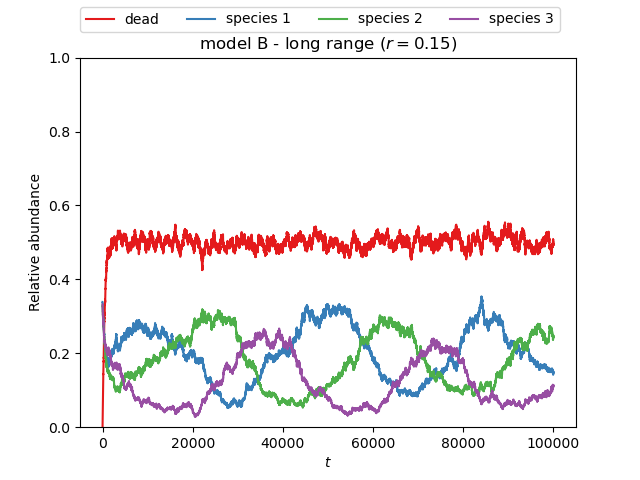 dead species 1 species 2 species 3
model B - long range (r = 0.15)
1.0
0.8
0.6
0.4
0.2
0.0
Relative abundance
0 20000 40000 60000 80000 100000
t